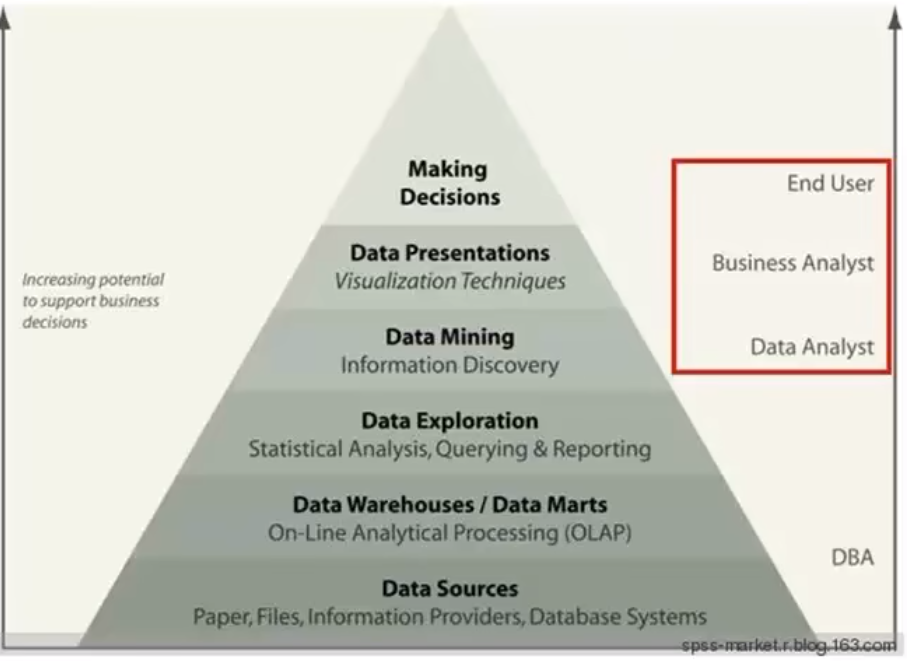 Making
Decisions
End User
Data Presentations
Visualization Techniques
Business Analyst
Increasing potential
to support business
decisions
Data Mining
Information Discovery
Data Analyst
Data Exploration
Statistical Analysis, Querying & Reporting
Data Warehouses / Data Marts
On-Line Analytical Processing (OLAP)
DBA
Data Sources
Paper, Files, Information Providers, Database Systems
spss-market.r.blog.163.com